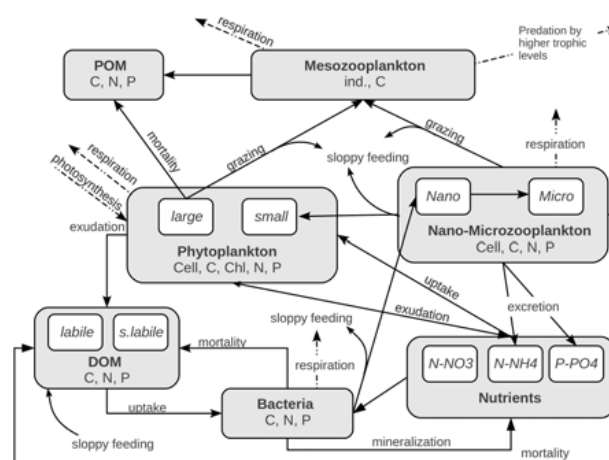 respiration
Predation by
higher trophic
levels
POM
C, N, P
Mesozooplankton
ind., C
mortality
grazing
grazing
respiration
respiration
photosynthesis
sloppy feeding
large
small
Phytoplankton
Cell, C, Chl, N, P
Nano
Micro
Nano-Microzooplankton
Cell, C, N, P
exudation
uptake
exudation
excretion
sloppy feeding
labile
s.labile
DOM
C, N, P
mortality
respiration
N-NO3
N-NH4
P-PO4
Nutrients
uptake
Bacteria
C, N, P
sloppy feeding
mineralization
mortality